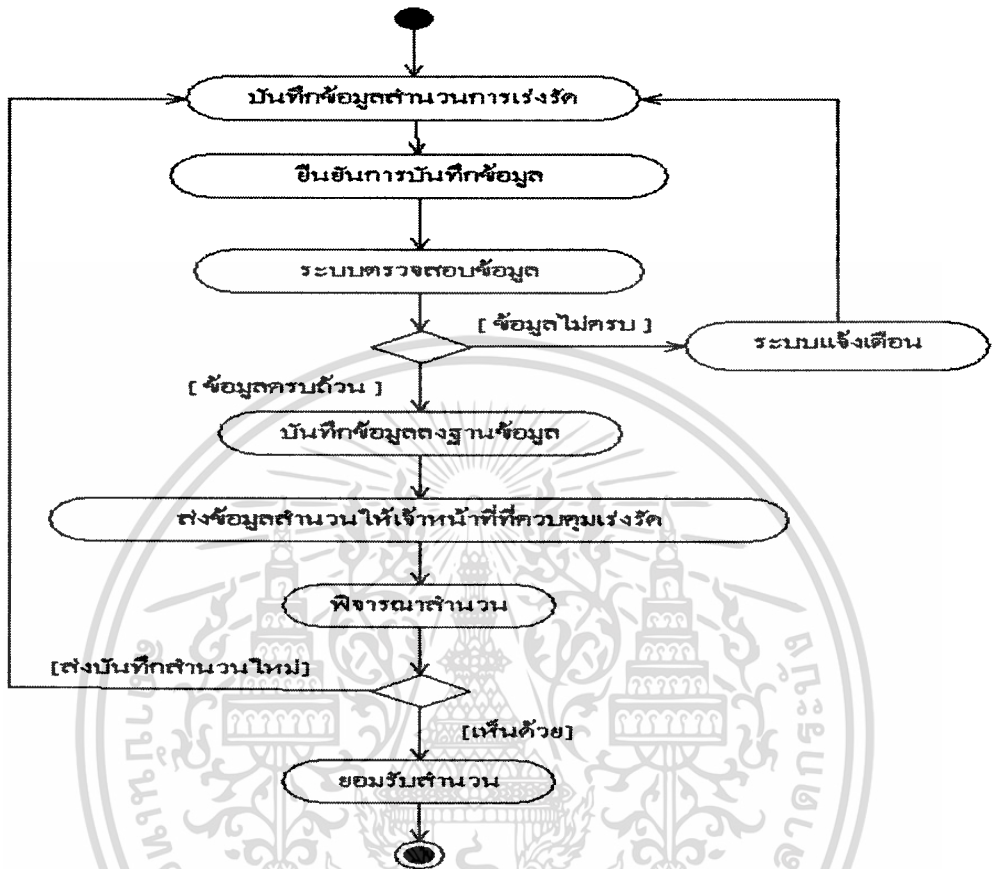 บันทึกข้อมูลสำนวนการเร่งรัด
ยืนยันการบันทึกข้อมูล
ระบบตรวจสอบข้อมูล
[ ข้อมูลไม่ครบ ]
ระบบแจ้งเตือน
[ ข้อมูลครบถ้วน ]
บันทึกข้อมูลลงฐานข้อมูล
ส่งข้อมูลสำนวนให้เจ้าหน้าที่ที่ควบคุมเร่งรัด
พิจารณาสำนวน
[ส่งบันทึกสำนวนใหม่]
[เห็นด้วย]
ยอมรับสำนวน